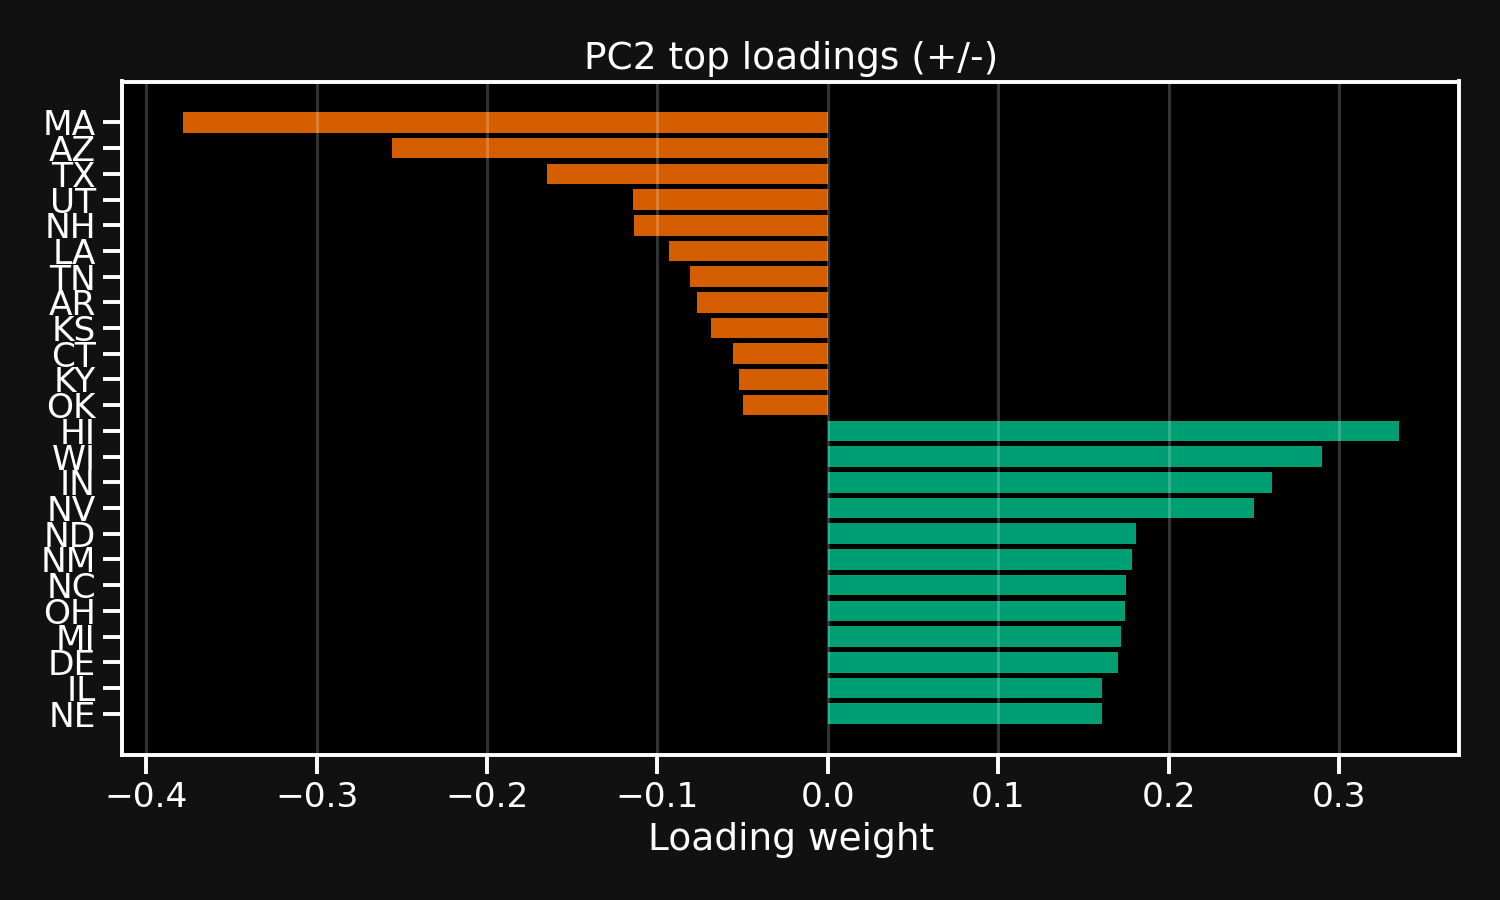 PC2 top loadings (+/-)
MA
AZ
TX
UT
NH
LA
TN
AR
KS
CT
KY
OK
HI
WI
IN
NV
ND
NM
NC
OH
MI
DE
IL
NE
−0.4 −0.3 −0.2 −0.1 0.0 0.1 0.2 0.3
Loading weight